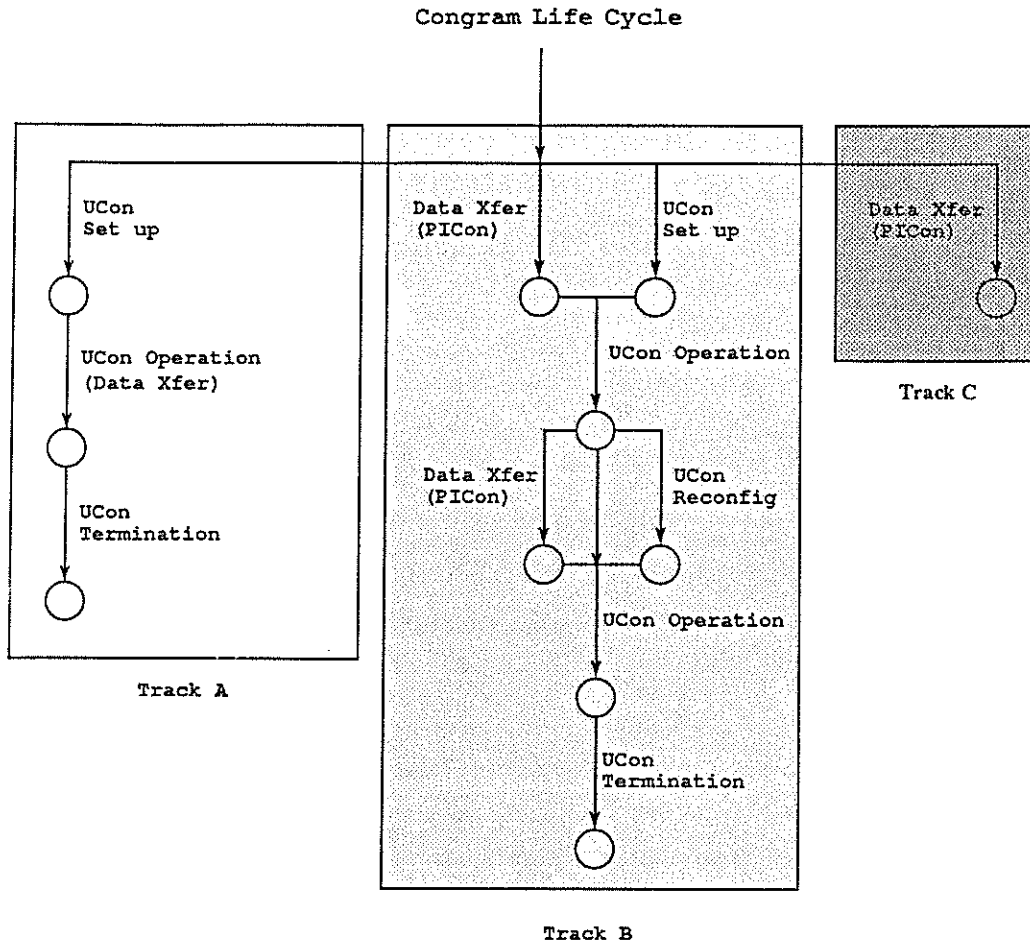 Congram Life Cycle
UCon
Set up
UCon Operation
(Data Xfer)
UCon
Termination
Track A
Data Xfer
(PICon)
UCon
Set up
UCon Operation
Data Xfer
(PICon)
UCon
Reconfig
UCon Operation
UCon
Termination
Track B
Data Xfer
(PICon)
Track C